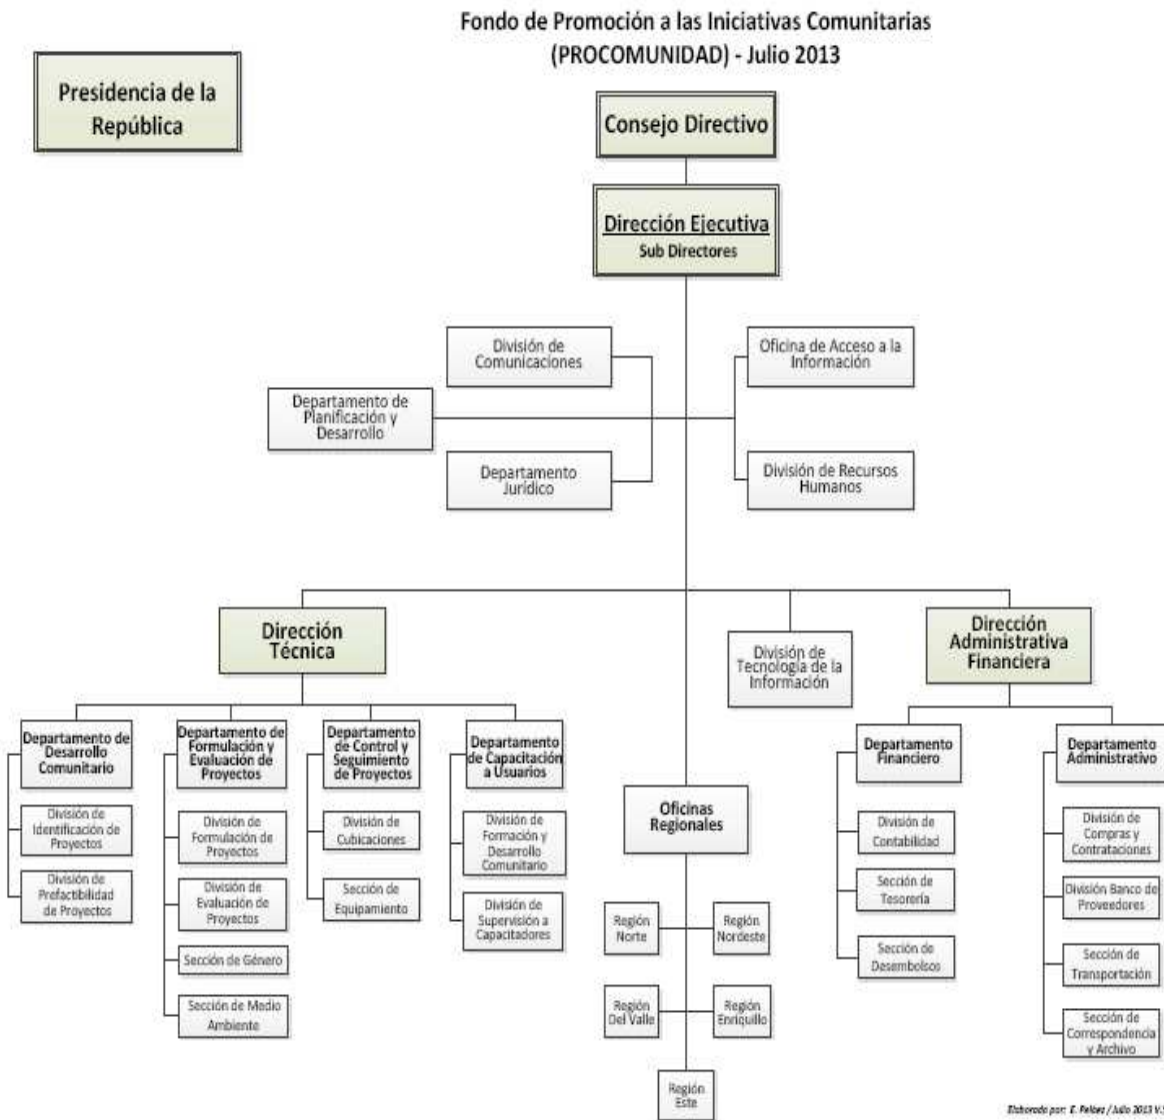 Fondo de Promoción a las Iniciativas Comunitarias
(PROCOMUNIDAD) - Julio 2013
Presidencia de la
República
Consejo Directivo
Dirección Ejecutiva
Sub Directores
División de
Comunicaciones
Oficina de Acceso a la
Información
Departamento de
Planificación y
Desarrollo
Departamento
Jurídico
División de Recursos
Humanos
Dirección
Técnica
División de
Tecnología de la
Información
Dirección
Administrativa
Financiera
Departamento de
Desarrollo
Comunitario
División de
Identificación de
Proyectos
División de
Prefactibilidad
de Proyectos
Departamento de
Formulación y
Evaluación de
Proyectos
División de
Formulación de
Proyectos
División de
Evaluación de
Proyectos
Sección de Género
Sección de Medio
Ambiente
Departamento
de Control y
Seguimiento
de Proyectos
División de
Cubicaciones
Sección de
Equipamiento
Departamento
de Capacitación
a Usuarios
División de
Formación y
Desarrollo
Comunitario
División de
Supervisión a
Capacitadores
Oficinas
Regionales
Región
Norte
Región
Nordeste
Región
Del Valle
Región
Enriquillo
Región
Este
Departamento
Financiero
División de
Contabilidad
Sección de
Tesorería
Sección de
Desembolsos
Departamento
Administrativo
División de
Compras y
Contrataciones
División Banco de
Proveedores
Sección de
Transportación
Sección de
Correspondencia
y Archivo
Elaborado por: E. / Julio 2013